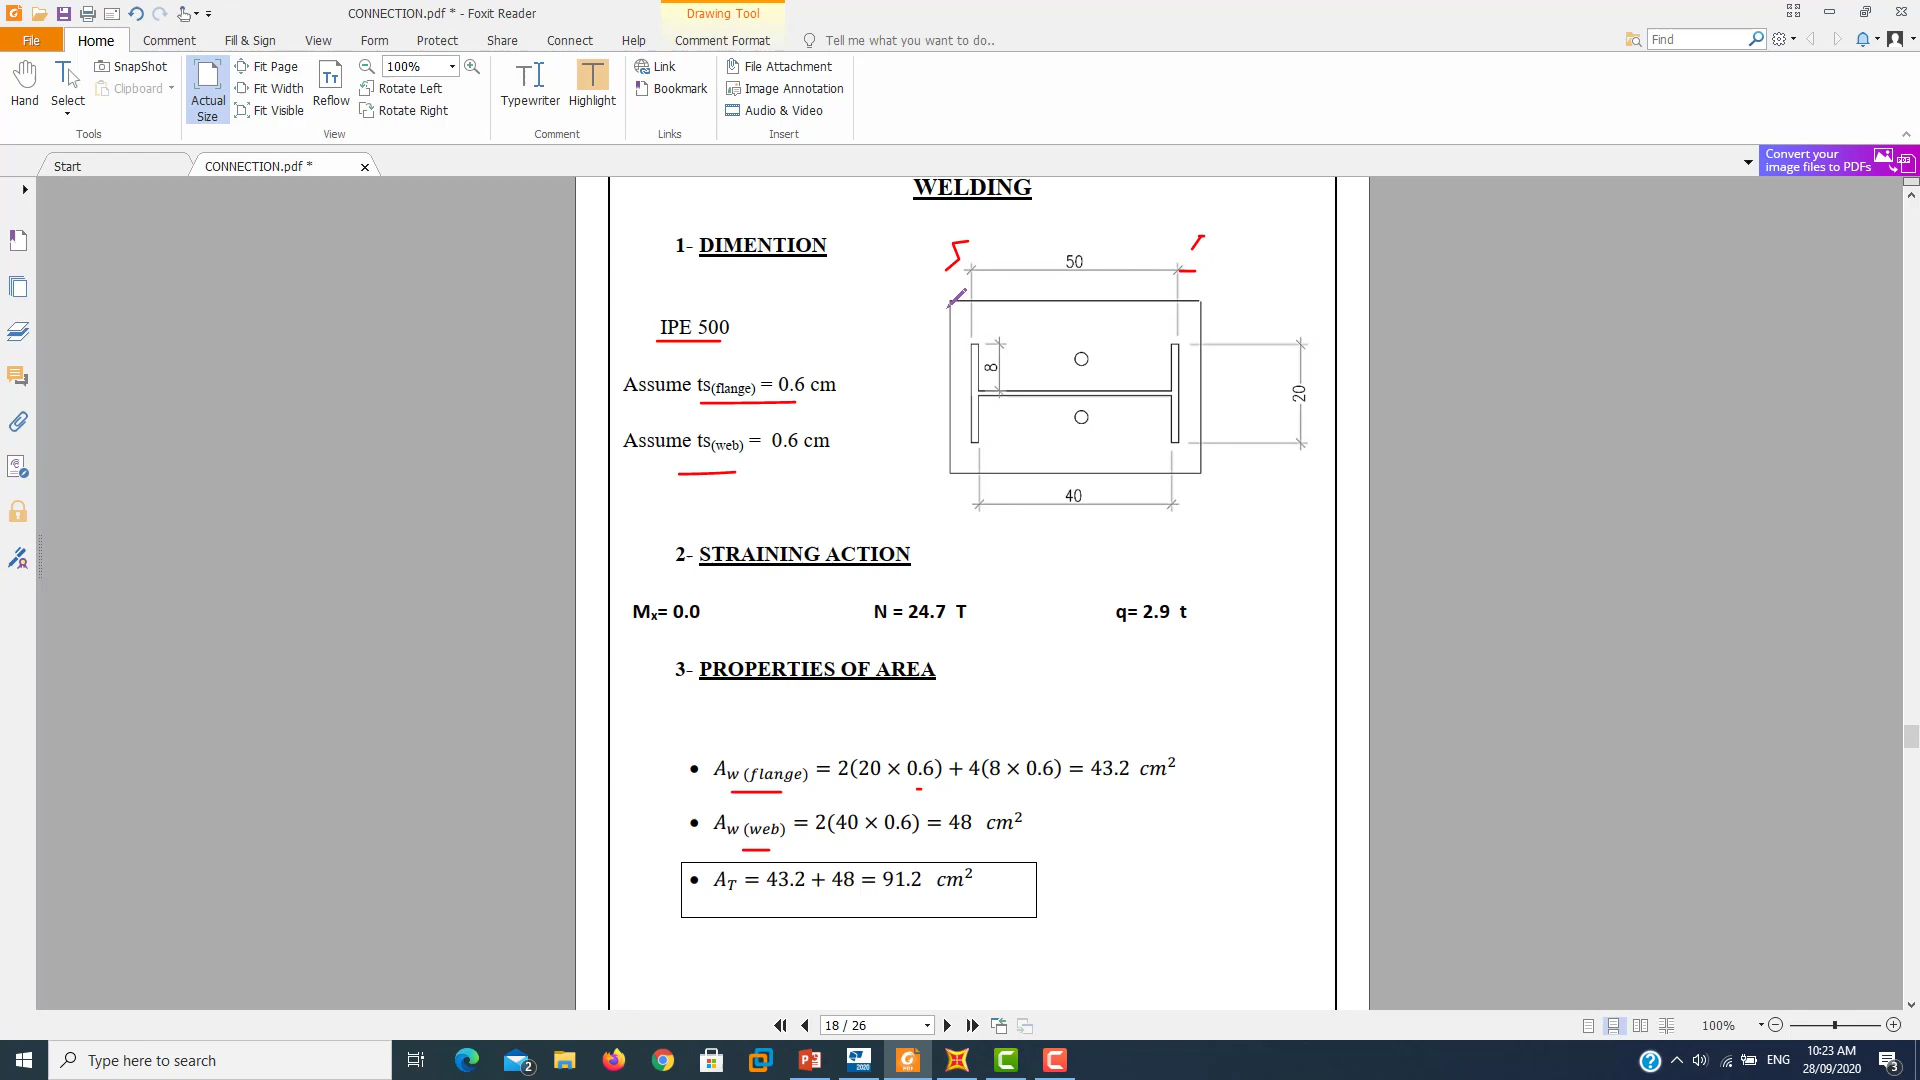 CONNECTION.pdf * - Foxit Reader
Drawing Tool
File
Home
Comment
Fill & Sign
View
Form
Protect
Share
Connect
Help
Comment Format
Tell me what you want to do..
Find
Hand
Select
SnapShot
Clipboard
Actual
Size
Fit Page
Fit Width
Fit Visible
Reflow
100%
Rotate Left
Rotate Right
Typewriter
Highlight
Link
Bookmark
File Attachment
Image Annotation
Audio & Video
Tools
View
Comment
Links
Insert
Start
CONNECTION.pdf *
Convert your
image files to PDFs
WELDING
1- DIMENTION
50
IPE 500
8
Assume ts(flange) = 0.6 cm
20
Assume ts(web) = 0.6 cm
40
2- STRAINING ACTION
Mx= 0.0 N = 24.7 T q= 2.9 t
3- PROPERTIES OF AREA
• Aw (flange) = 2(20 × 0.6) + 4(8 × 0.6) = 43.2 cm²
• Aw (web) = 2(40 × 0.6) = 48 cm²
• AT = 43.2 + 48 = 91.2 cm²
18 / 26
100%
Type here to search
2
2020
ENG
10:23 AM
28/09/2020
3